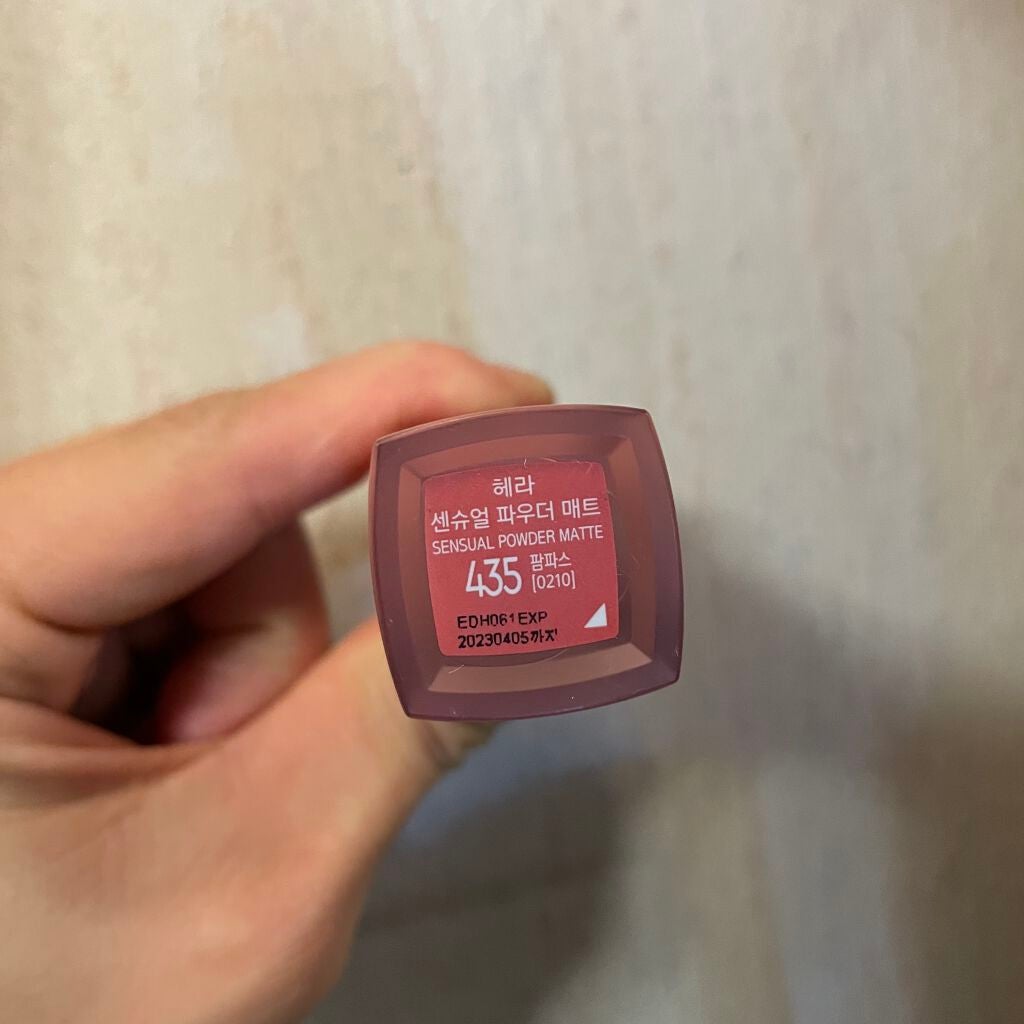 헤라
센슈얼 파우더 매트
SENSUAL POWDER MATTE
435 팜파스
[0210]
EDH061 EXP
20230405까지